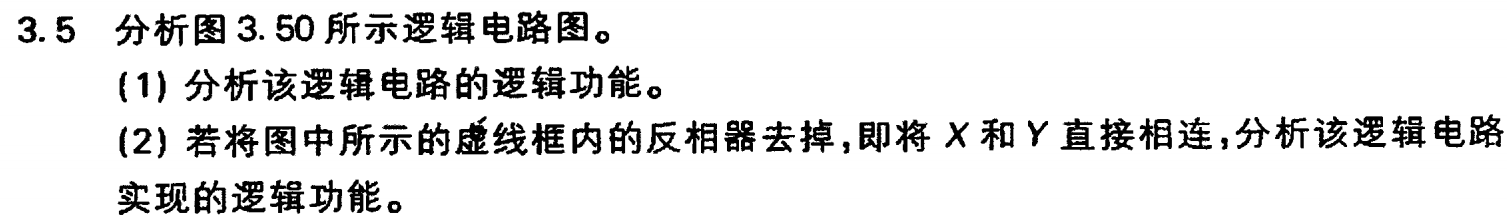 3.5 分析图 3.50 所示逻辑电路图。
(1) 分析该逻辑电路的逻辑功能。
(2) 若将图中所示的虚线框内的反相器去掉,即将 X 和 Y 直接相连,分析该逻辑电路
实现的逻辑功能。